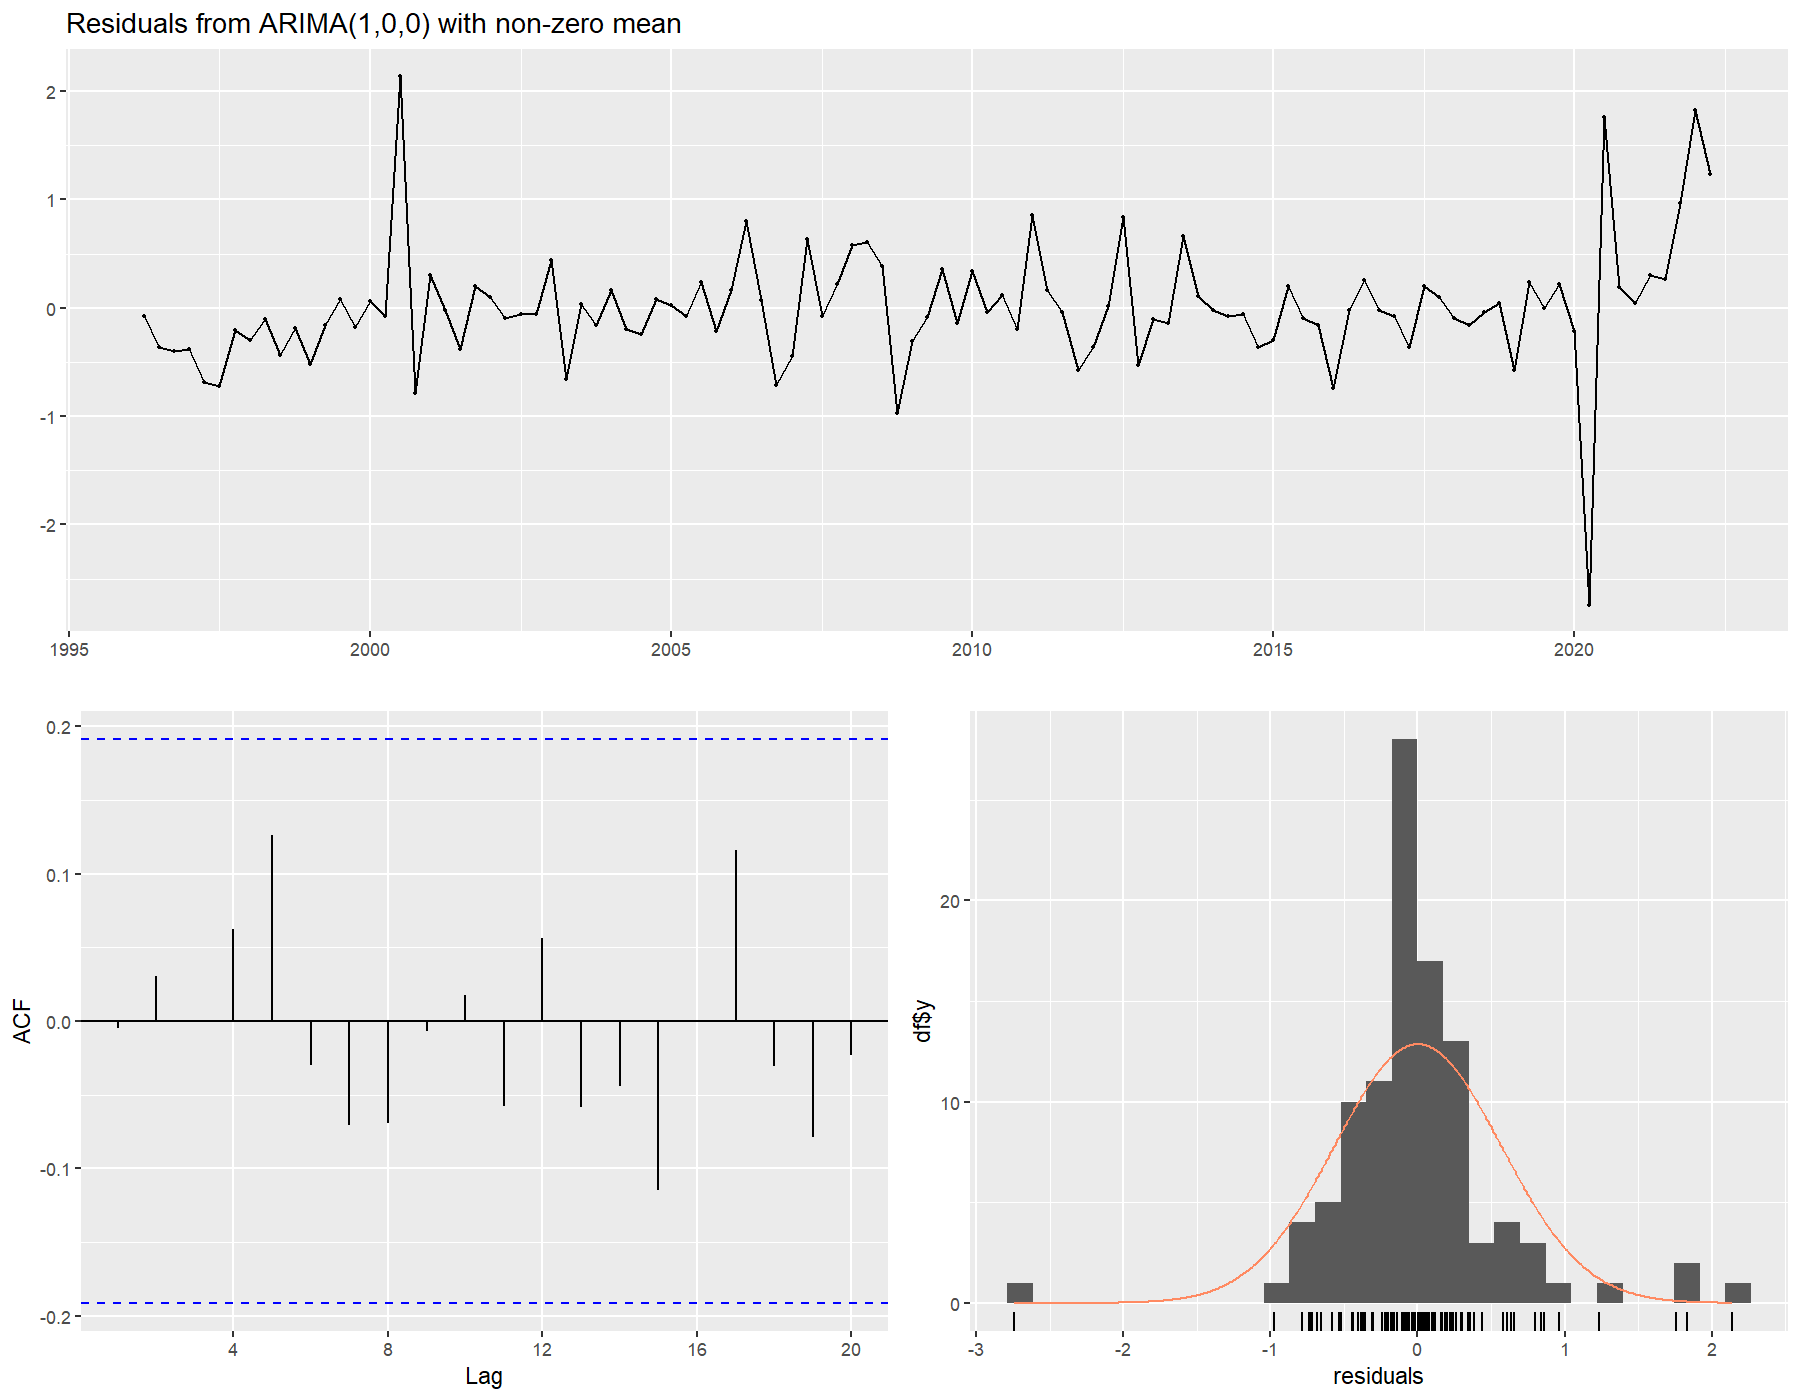 Residuals from ARIMA(1,0,0) with non-zero mean
2
1
0
-1
-2
1995 2000 2005 2010 2015 2020
0.2
0.1
0.0
-0.1
-0.2
ACF
4 8 12 16 20
Lag
20
10
0
df$y
-3 -2 -1 0 1 2
residuals